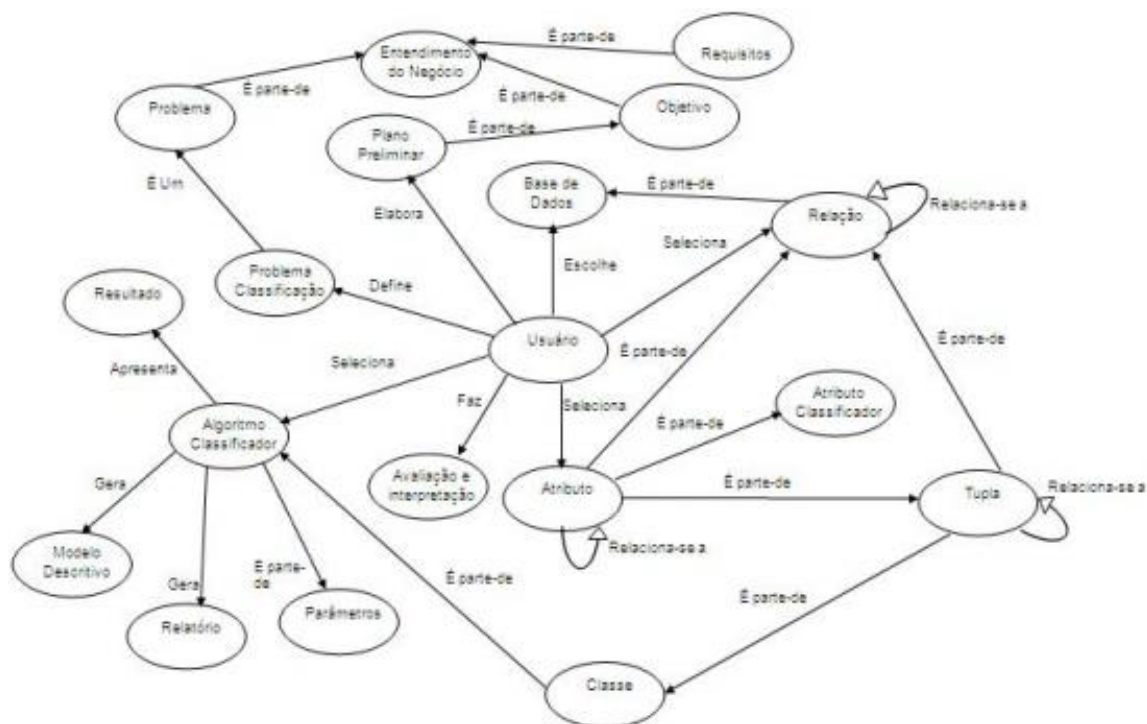 É parte-de
Requisitos
Entendimento
do Negócio
É parte-de
É parte-de
Problema
Objetivo
É parte-de
Plano
Preliminar
É Um
Base de
Dados
É parte-de
Relação
Relaciona-se a
Elabora
Seleciona
Escolhe
Problema
Classificação
Define
Resultado
Usuário
É parte-de
É parte-de
Apresenta
Seleciona
Faz
Seleciona
Atributo
Classificador
É parte-de
Algoritmo
Classificador
Gera
Avaliação e
interpretação
Atributo
É parte-de
Tupla
Relaciona-se a
Relaciona-se a
Modelo
Descritivo
Gera
É parte-
de
É parte-de
É parte-de
Relatório
Parâmetros
Classe